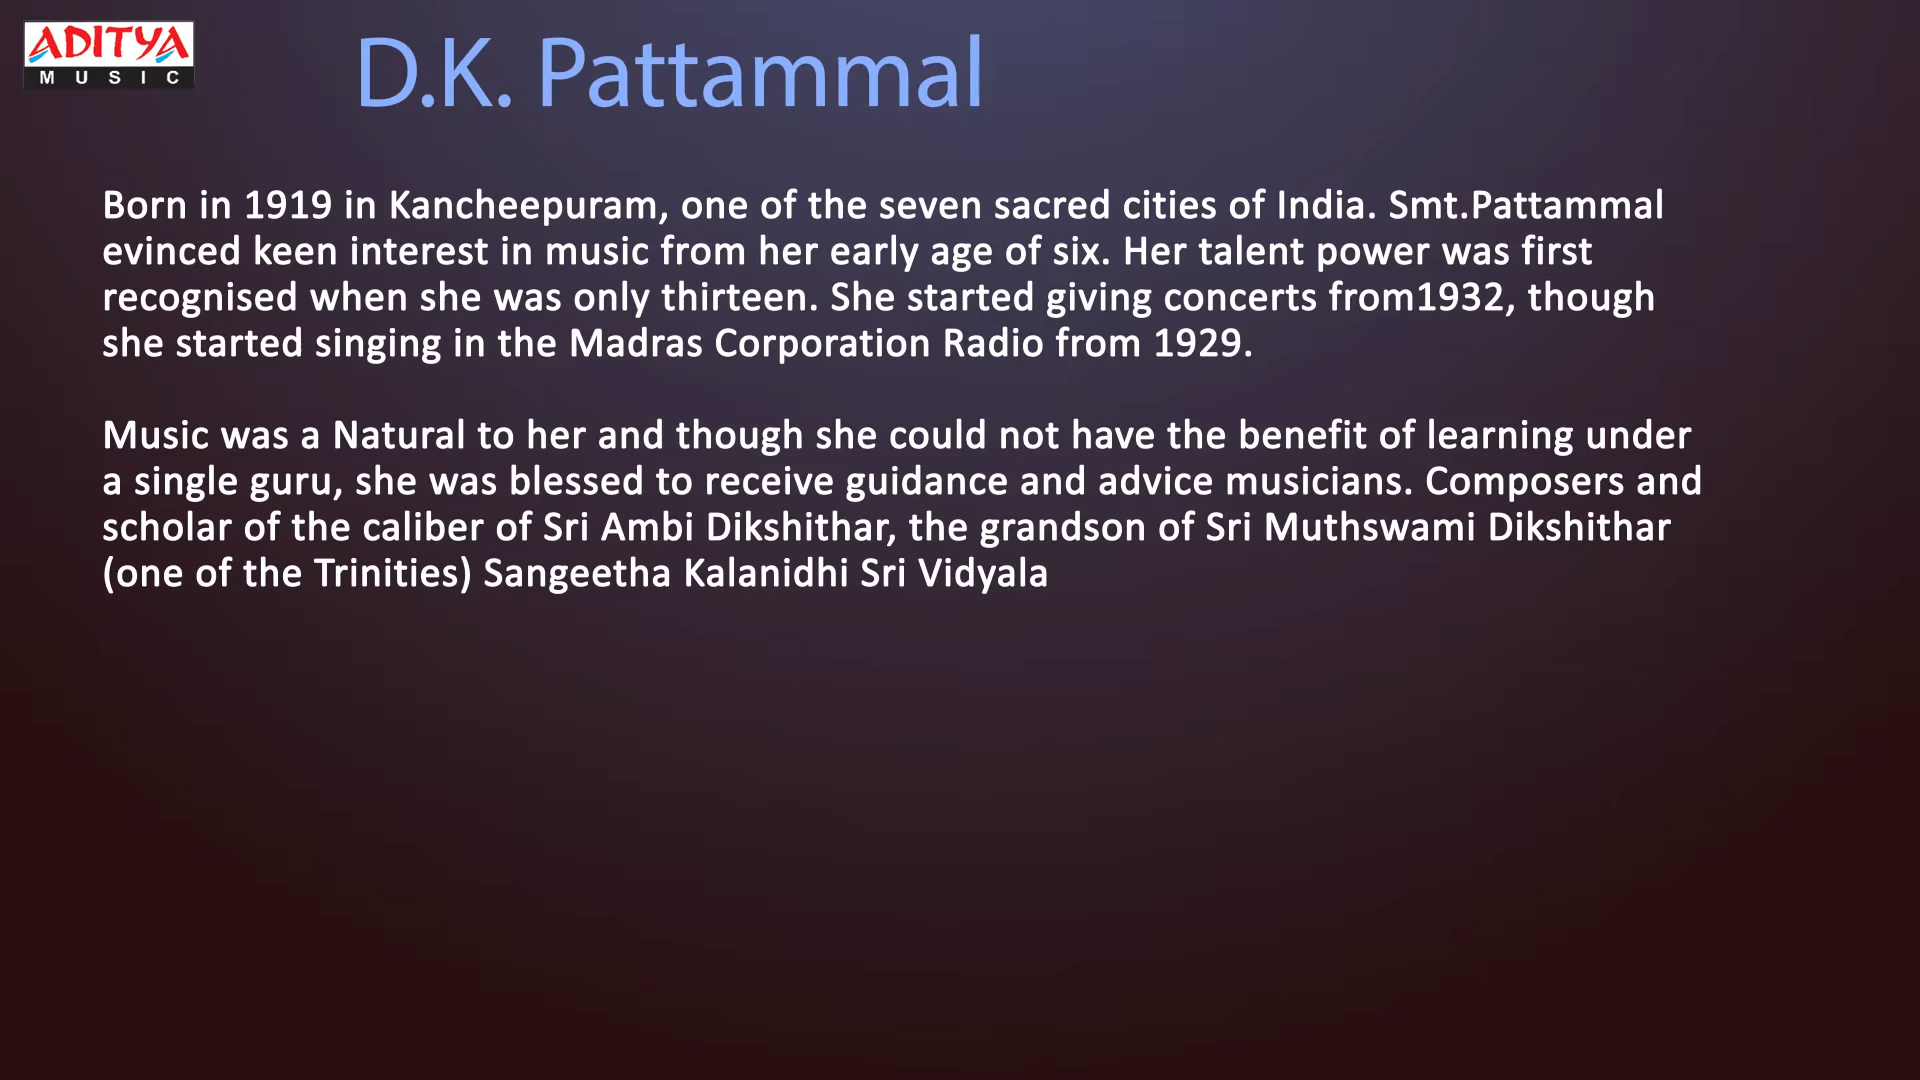 ADITYA
MUSIC
D.K. Pattammal
Born in 1919 in Kancheepuram, one of the seven sacred cities of India. Smt.Pattammal
evinced keen interest in music from her early age of six. Her talent power was first
recognised when she was only thirteen. She started giving concerts from1932, though
she started singing in the Madras Corporation Radio from 1929.
Music was a Natural to her and though she could not have the benefit of learning under
a single guru, she was blessed to receive guidance and advice musicians. Composers and
scholar of the caliber of Sri Ambi Dikshithar, the grandson of Sri Muthswami Dikshithar
(one of the Trinities) Sangeetha Kalanidhi Sri Vidyala